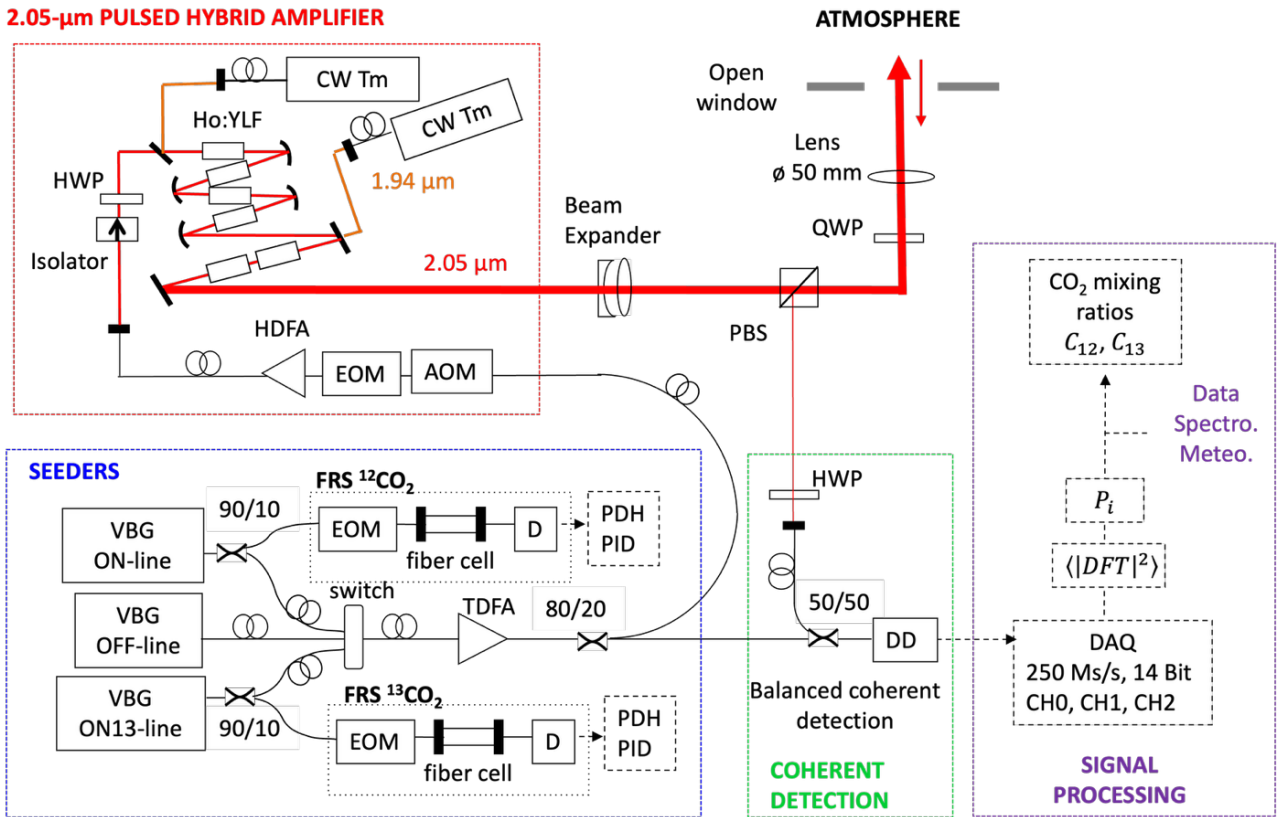 2.05-µm PULSED HYBRID AMPLIFIER
CW Tm
CW Tm
Ho:YLF
1.94 µm
HWP
Isolator
2.05 µm
HDFA
EOM
AOM
Beam
Expander
ATMOSPHERE
Open
window
Lens
ø 50 mm
QWP
PBS
SEEDERS
VBG
ON-line
90/10
FRS ¹²CO₂
EOM
fiber cell
D
PDH
PID
VBG
OFF-line
switch
TDFA
80/20
VBG
ON13-line
90/10
FRS ¹³CO₂
EOM
fiber cell
D
PDH
PID
HWP
50/50
DD
Balanced coherent
detection
COHERENT
DETECTION
CO₂ mixing
ratios
C₁₂, C₁₃
Data
Spectro.
Meteo.
Pᵢ
⟨|DFT|²⟩
DAQ
250 Ms/s, 14 Bit
CH0, CH1, CH2
SIGNAL
PROCESSING